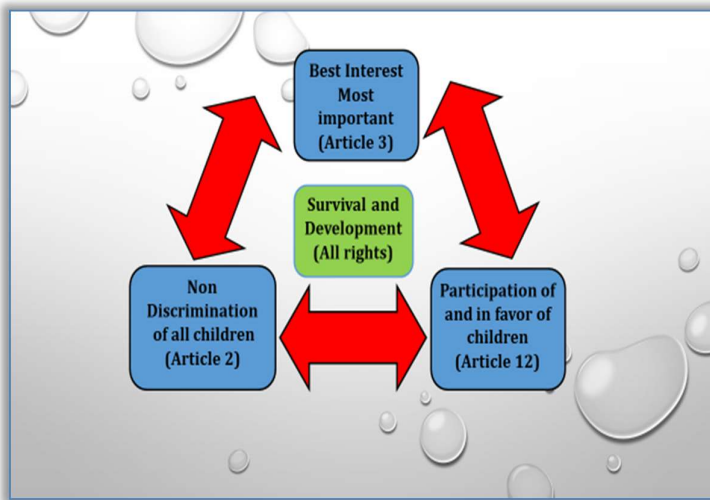 Best Interest
Most
important
(Article 3)
Survival and
Development
(All rights)
Non
Discrimination
of all children
(Article 2)
Participation of
and in favor of
children
(Article 12)